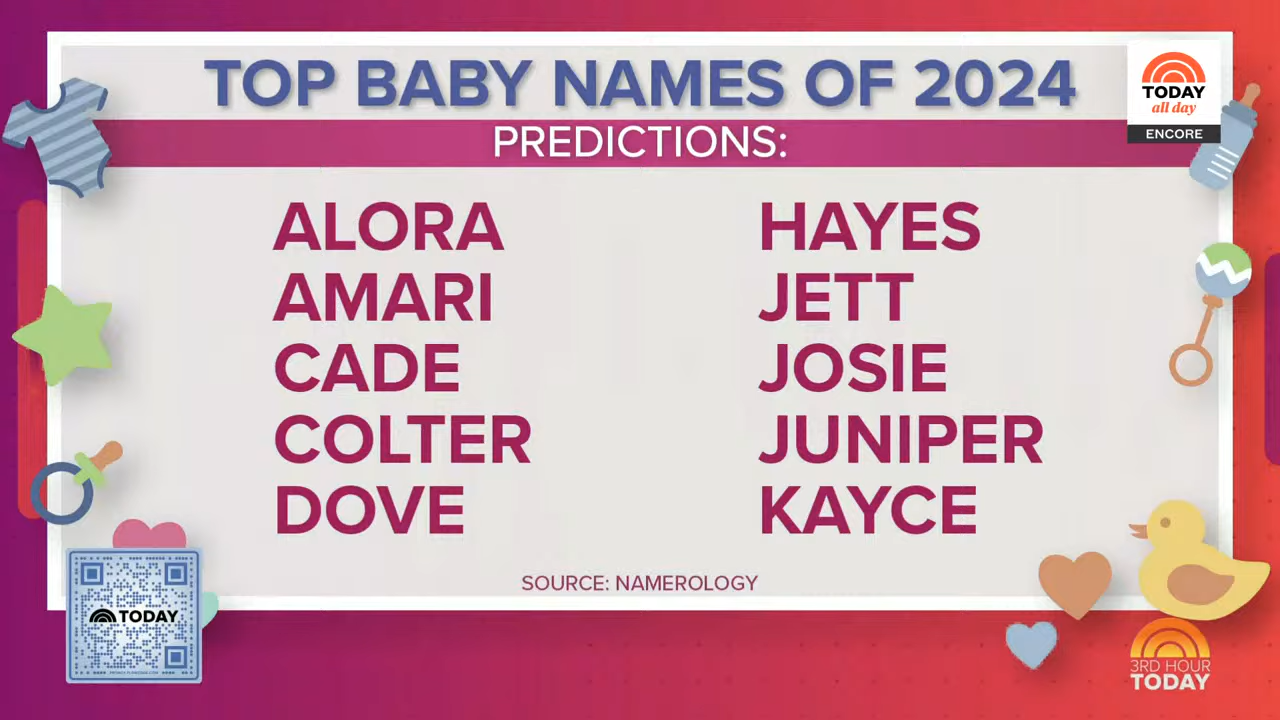 TOP BABY NAMES OF 2024
TODAY
all day
ENCORE
PREDICTIONS:
ALORA
AMARI
CADE
COLTER
DOVE
HAYES
JETT
JOSIE
JUNIPER
KAYCE
SOURCE: NAMEROLOGY
TODAY
3RD HOUR
TODAY